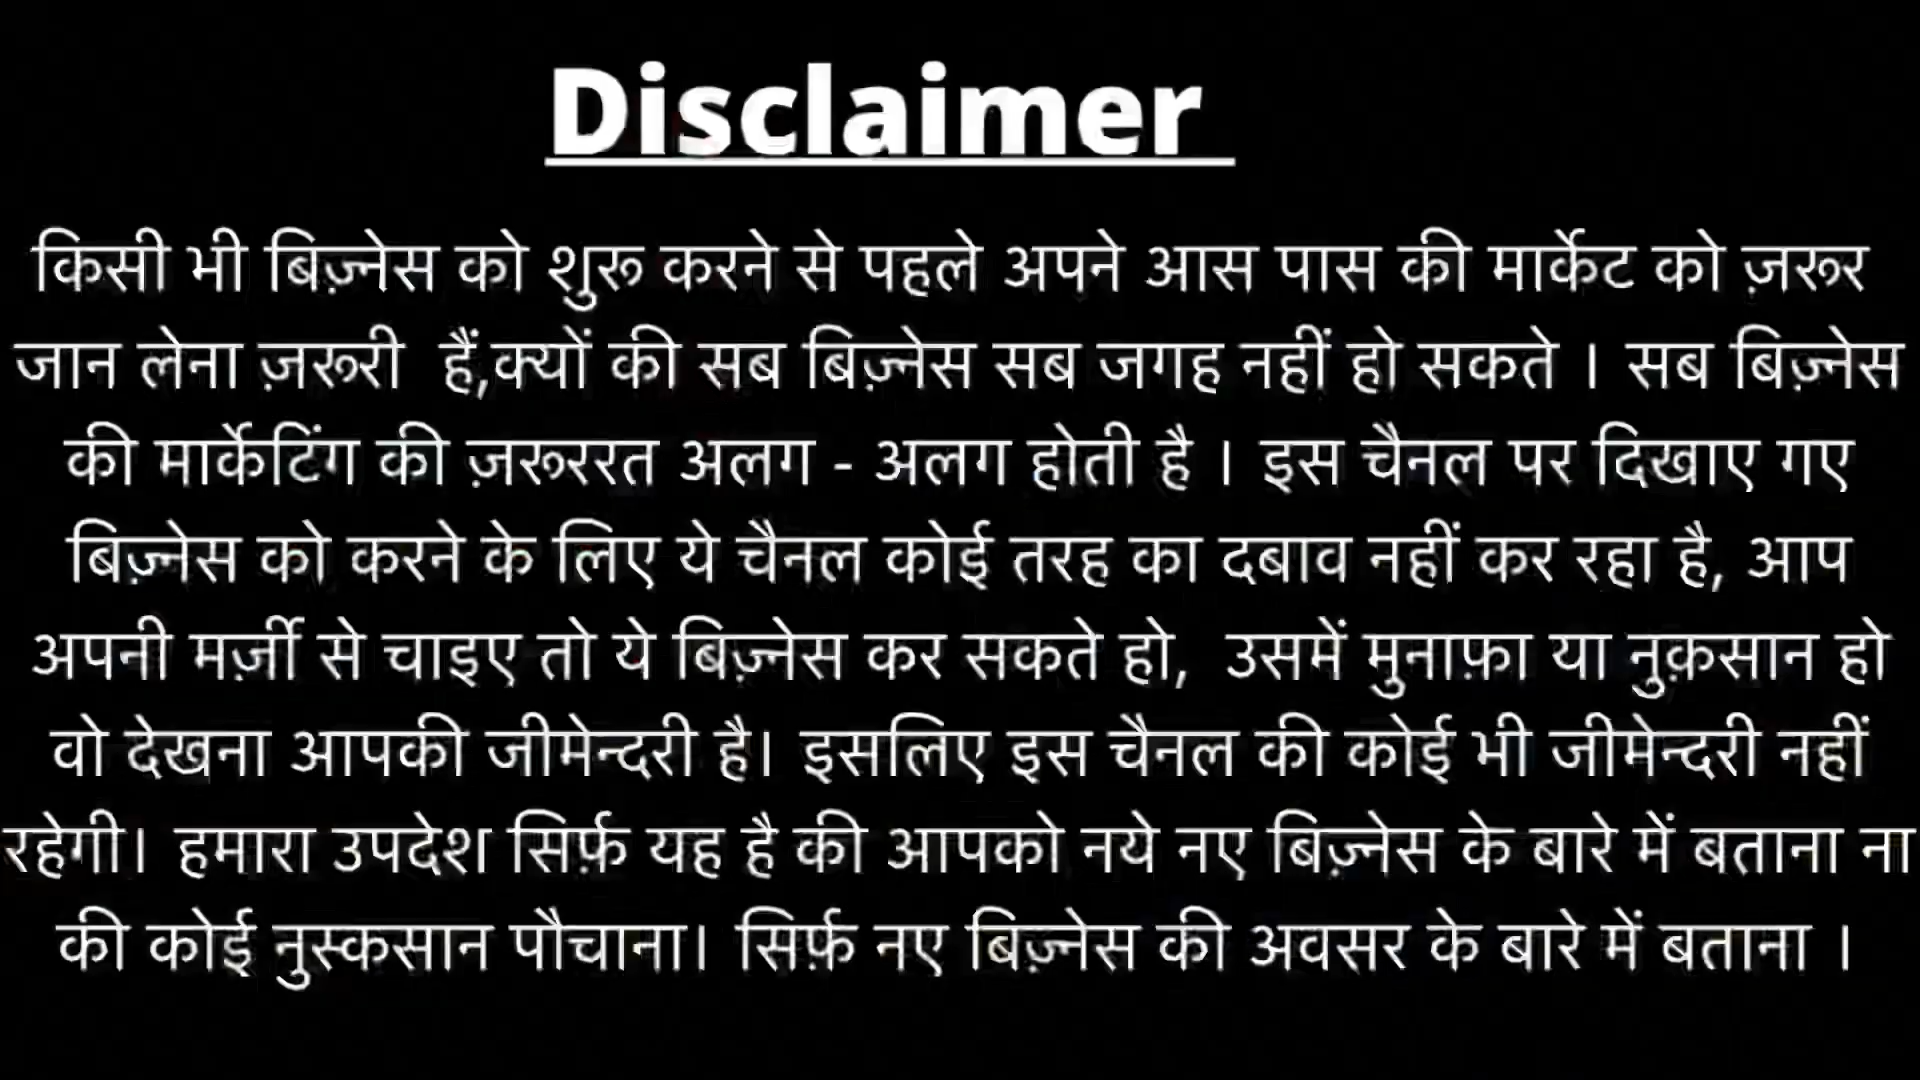 Disclaimer
किसी भी बिज़्नेस को शुरू करने से पहले अपने आस पास की मार्केट को ज़रूर
जान लेना ज़रूरी हैं,क्यों की सब बिज़्नेस सब जगह नहीं हो सकते । सब बिज़्नेस
की मार्केटिंग की ज़रूररत अलग - अलग होती है । इस चैनल पर दिखाए गए
बिज़्नेस को करने के लिए ये चैनल कोई तरह का दबाव नहीं कर रहा है, आप
अपनी मर्ज़ी से चाइए तो ये बिज़्नेस कर सकते हो, उसमें मुनाफ़ा या नुक़सान हो
वो देखना आपकी जीमेन्दरी है। इसलिए इस चैनल की कोई भी जीमेन्दरी नहीं
रहेगी। हमारा उपदेश सिर्फ़ यह है की आपको नये नए बिज़्नेस के बारे में बताना ना
की कोई नुस्कसान पौचाना। सिर्फ़ नए बिज़्नेस की अवसर के बारे में बताना ।